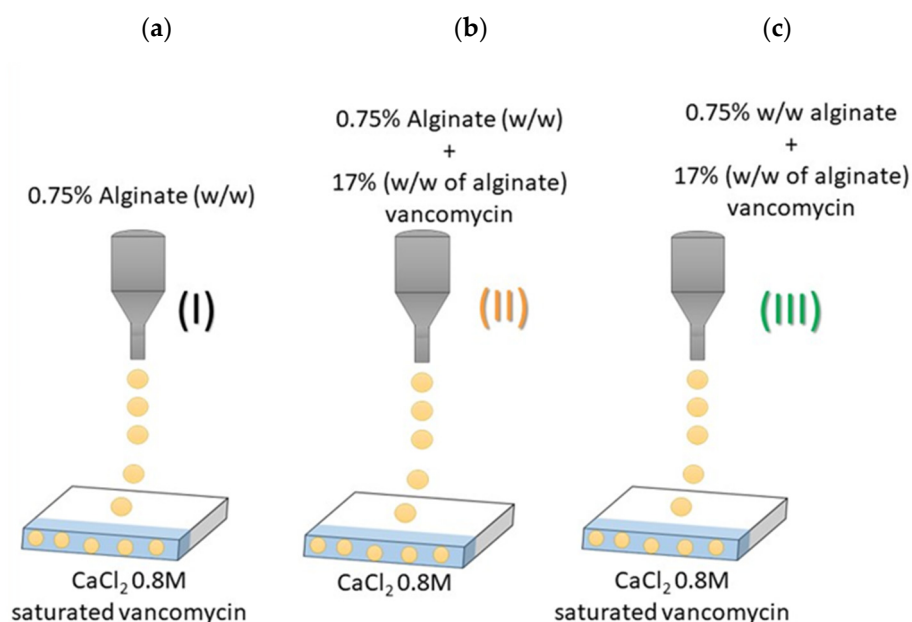 (a)
(b)
(c)
0.75% Alginate (w/w)
(I)
CaCl₂ 0.8M
saturated vancomycin
0.75% Alginate (w/w)
+
17% (w/w of alginate)
vancomycin
(II)
CaCl₂ 0.8M
0.75% w/w alginate
+
17% (w/w of alginate)
vancomycin
(III)
CaCl₂ 0.8M
saturated vancomycin